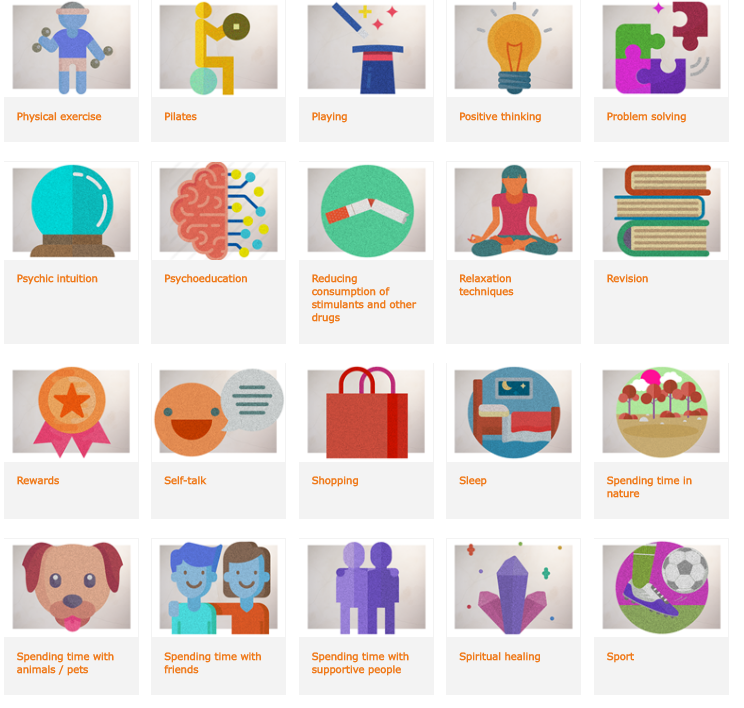 Physical exercise
Pilates
Playing
Positive thinking
Problem solving
Psychic intuition
Psychoeducation
Reducing
consumption of
stimulants and other
drugs
Relaxation
techniques
Revision
Rewards
Self-talk
Shopping
Sleep
Spending time in
nature
Spending time with
animals / pets
Spending time with
friends
Spending time with
supportive people
Spiritual healing
Sport